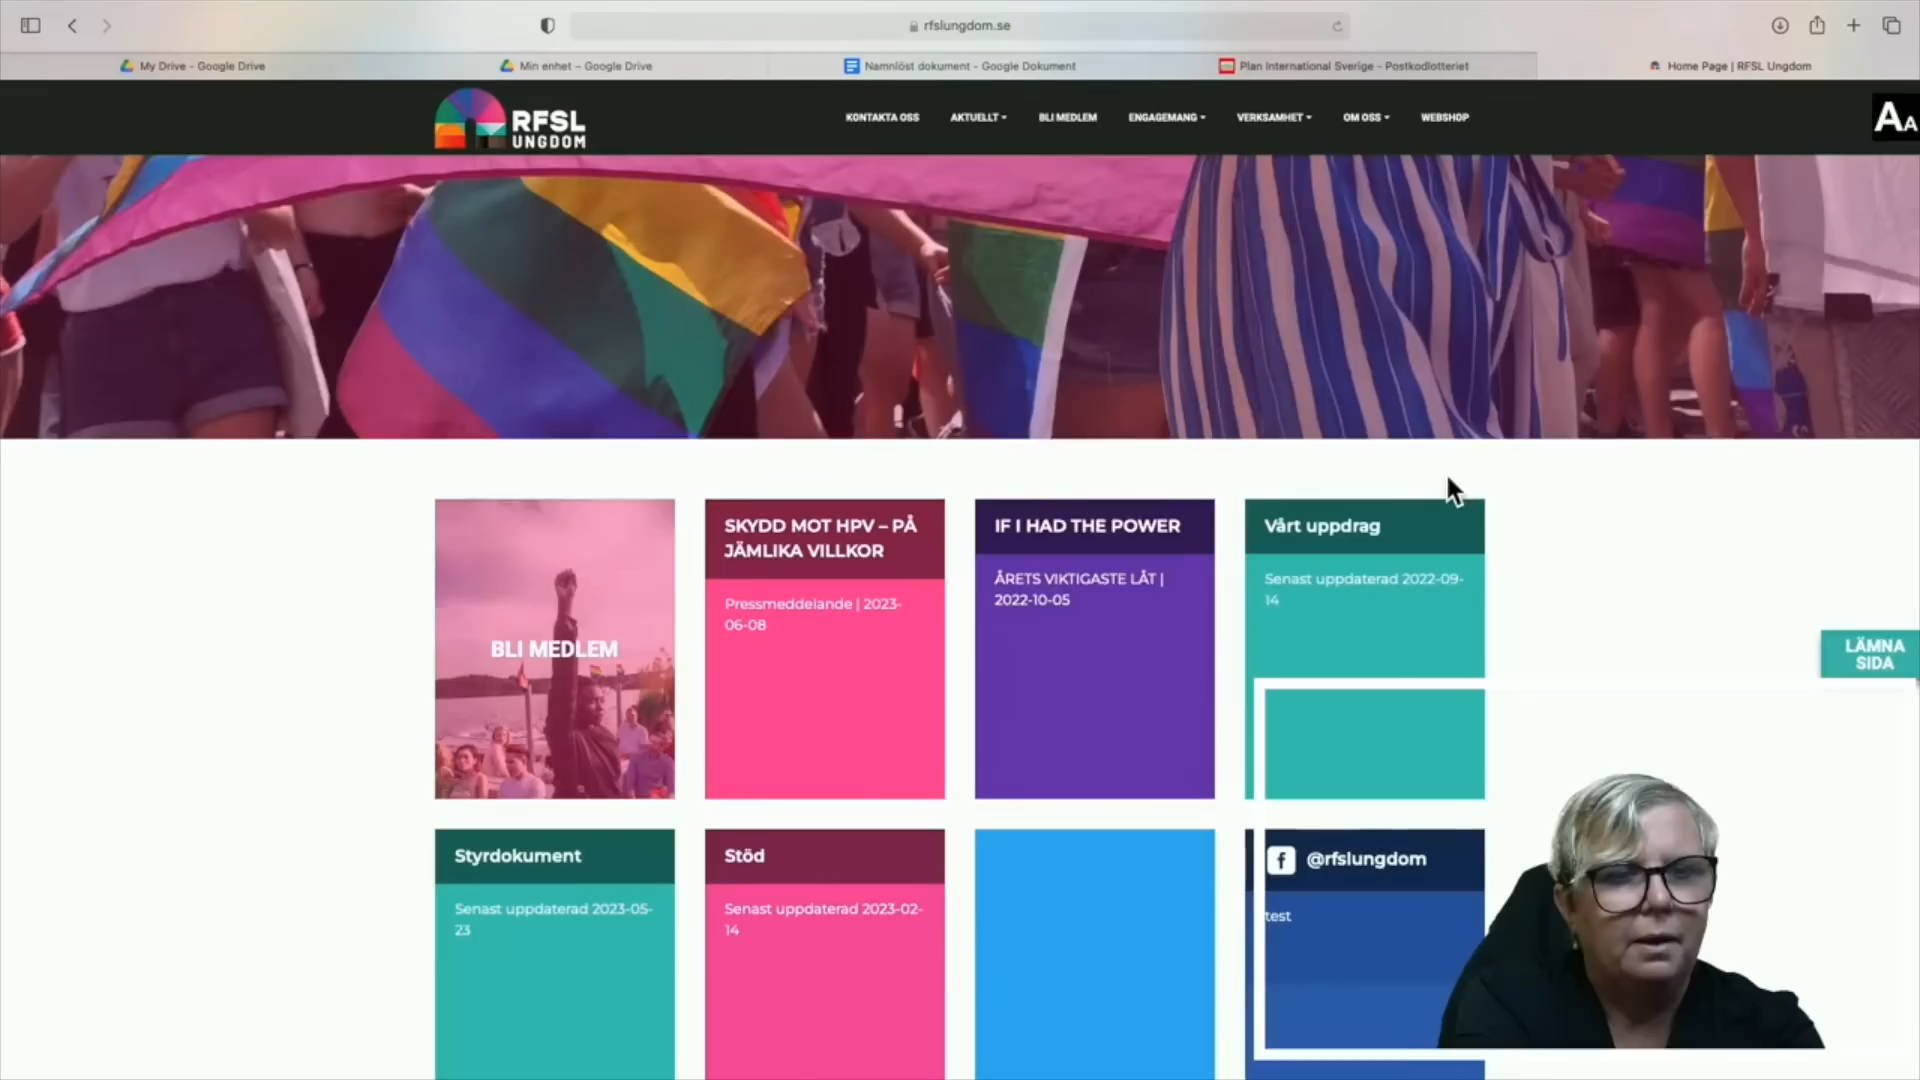 rfslungdom.se
My Drive - Google Drive
Min enhet – Google Drive
Namnlöst dokument - Google Dokument
Plan International Sverige - Postkodlotteriet
Home Page | RFSL Ungdom
RFSL
UNGDOM
KONTAKTA OSS
AKTUELLT
BLI MEDLEM
ENGAGEMANG
VERKSAMHET
OM OSS
WEBSHOP
AA
BLI MEDLEM
SKYDD MOT HPV – PÅ
JÄMLIKA VILLKOR
Pressmeddelande | 2023-
06-08
IF I HAD THE POWER
ÅRETS VIKTIGASTE LÅT |
2022-10-05
Vårt uppdrag
Senast uppdaterad 2022-09-
14
LÄMNA
SIDA
Styrdokument
Senast uppdaterad 2023-05-
23
Stöd
Senast uppdaterad 2023-02-
14
@rfslungdom
test